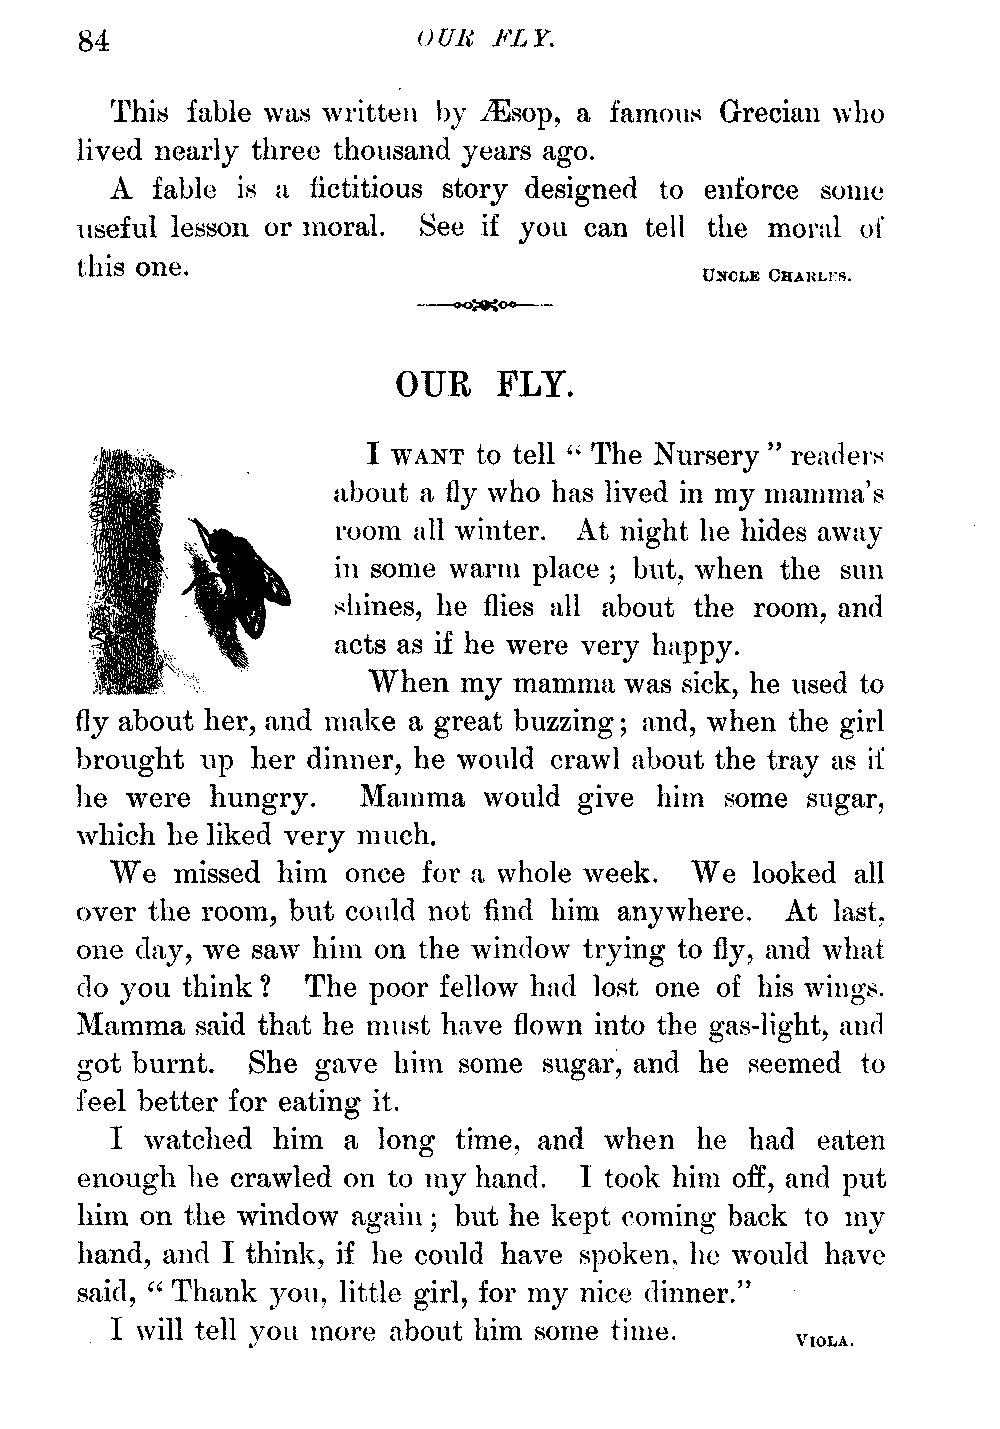 84 OUR FLY.
This fable was written by Æsop, a famous Grecian who
lived nearly three thousand years ago.
A fable is a fictitious story designed to enforce some
useful lesson or moral. See if you can tell the moral of
this one. UNCLE CHARLES.
OUR FLY.
I WANT to tell “ The Nursery ” readers
about a fly who has lived in my mamma’s
room all winter. At night he hides away
in some warm place ; but, when the sun
shines, he flies all about the room, and
acts as if he were very happy.
When my mamma was sick, he used to
fly about her, and make a great buzzing ; and, when the girl
brought up her dinner, he would crawl about the tray as if
he were hungry. Mamma would give him some sugar,
which he liked very much.
We missed him once for a whole week. We looked all
over the room, but could not find him anywhere. At last,
one day, we saw him on the window trying to fly, and what
do you think ? The poor fellow had lost one of his wings.
Mamma said that he must have flown into the gas-light, and
got burnt. She gave him some sugar, and he seemed to
feel better for eating it.
I watched him a long time, and when he had eaten
enough he crawled on to my hand. I took him off, and put
him on the window again ; but he kept coming back to my
hand, and I think, if he could have spoken, he would have
said, “ Thank you, little girl, for my nice dinner.”
I will tell you more about him some time. VIOLA.